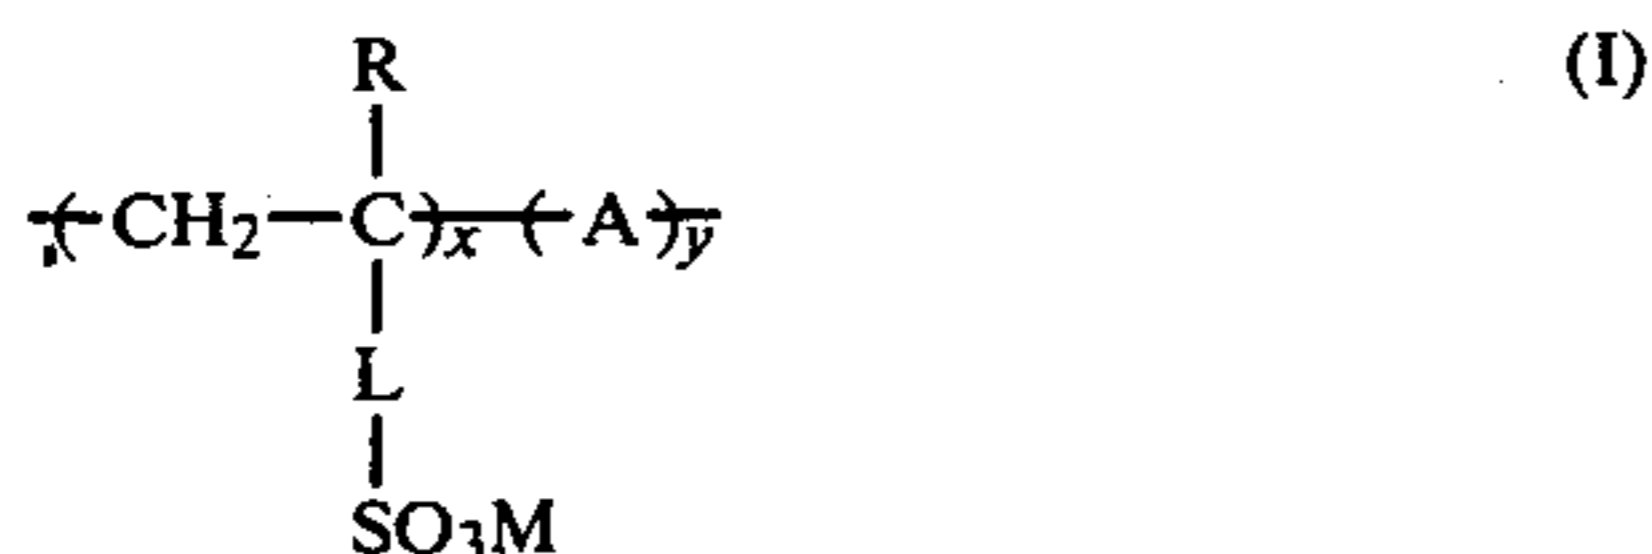 R (I)
(CH2—C)x—(A)y
L
SO3M